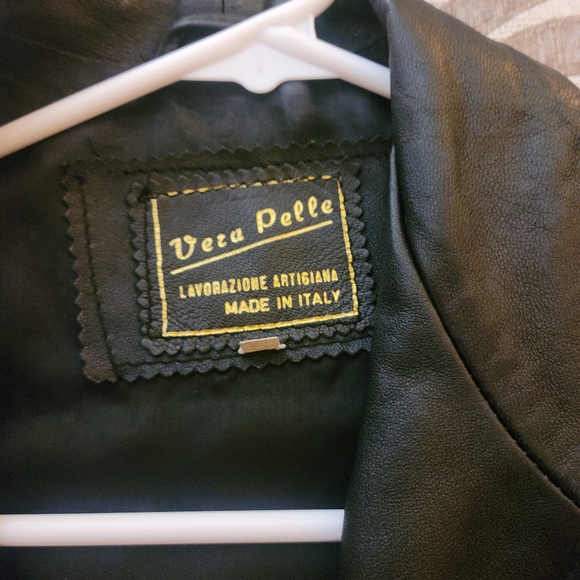 Vera Pelle
LAVORAZIONE ARTIGIANA
MADE IN ITALY